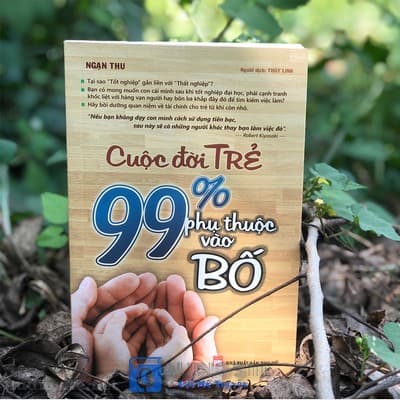 NGẠN THU
Người dịch: THÙY LINH
Tại sao "Tốt nghiệp" gắn liền với "Thất nghiệp"?
Bạn có mong muốn con cái mình sau khi tốt nghiệp đại học, phải cạnh tranh
khốc liệt với hàng vạn người hay bôn ba khắp đây đó để tìm kiếm việc làm?
Hãy bồi dưỡng quan niệm về tài chính cho trẻ từ khi còn nhỏ.
"Nếu bạn không dạy con mình cách sử dụng tiền bạc,
sau này sẽ có những người khác thay bạn làm việc đó".
Robert Kiyosaki
Cuộc đời TRẺ
99%
phụ thuộc
vào
BỐ
NHÀ XUẤT BẢN